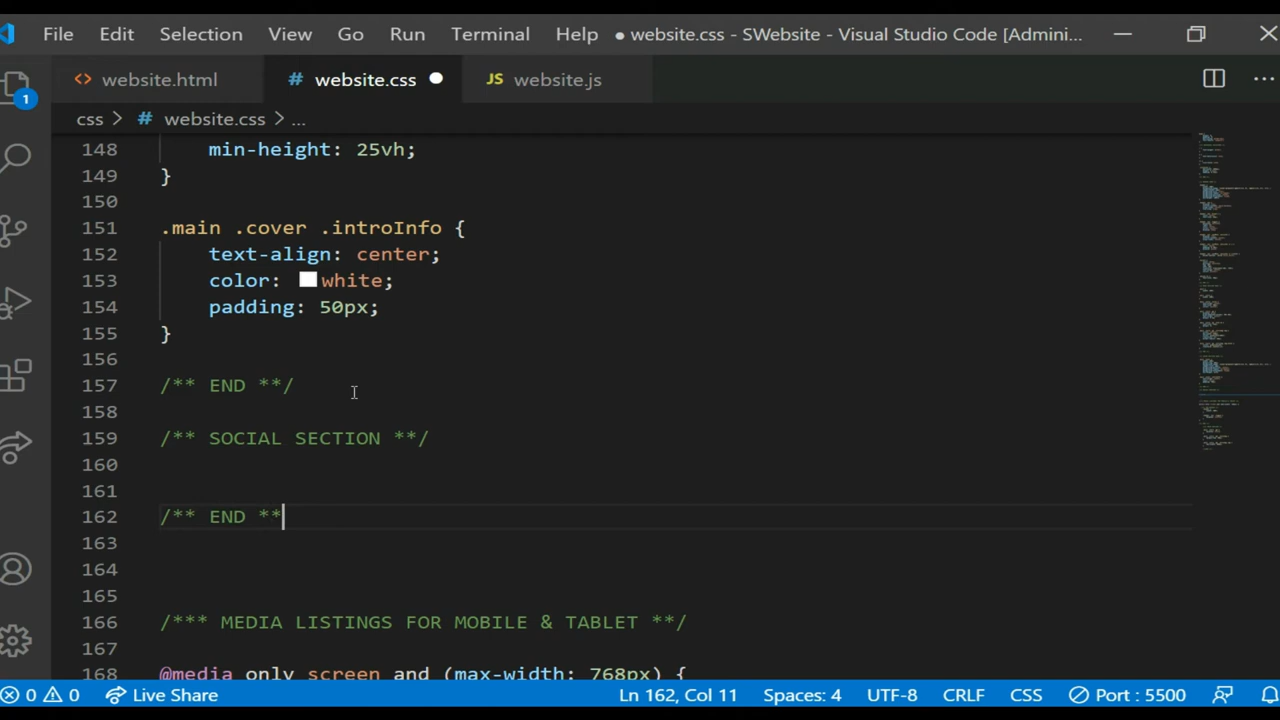 File Edit Selection View Go Run Terminal Help ● website.css - SWebsite - Visual Studio Code [Admini...
<> website.html # website.css ● JS website.js ...
css > # website.css > ...
1
148 min-height: 25vh;
149 }
150
151 .main .cover .introInfo {
152 text-align: center;
153 color: white;
154 padding: 50px;
155 }
156
157 /** END **/
158
159 /** SOCIAL SECTION **/
160
161
162 /** END **
163
164
165
166 /*** MEDIA LISTINGS FOR MOBILE & TABLET **/
167
168 @media only screen and (max-width: 768px) {
0 0 Live Share Ln 162, Col 11 Spaces: 4 UTF-8 CRLF CSS Port : 5500